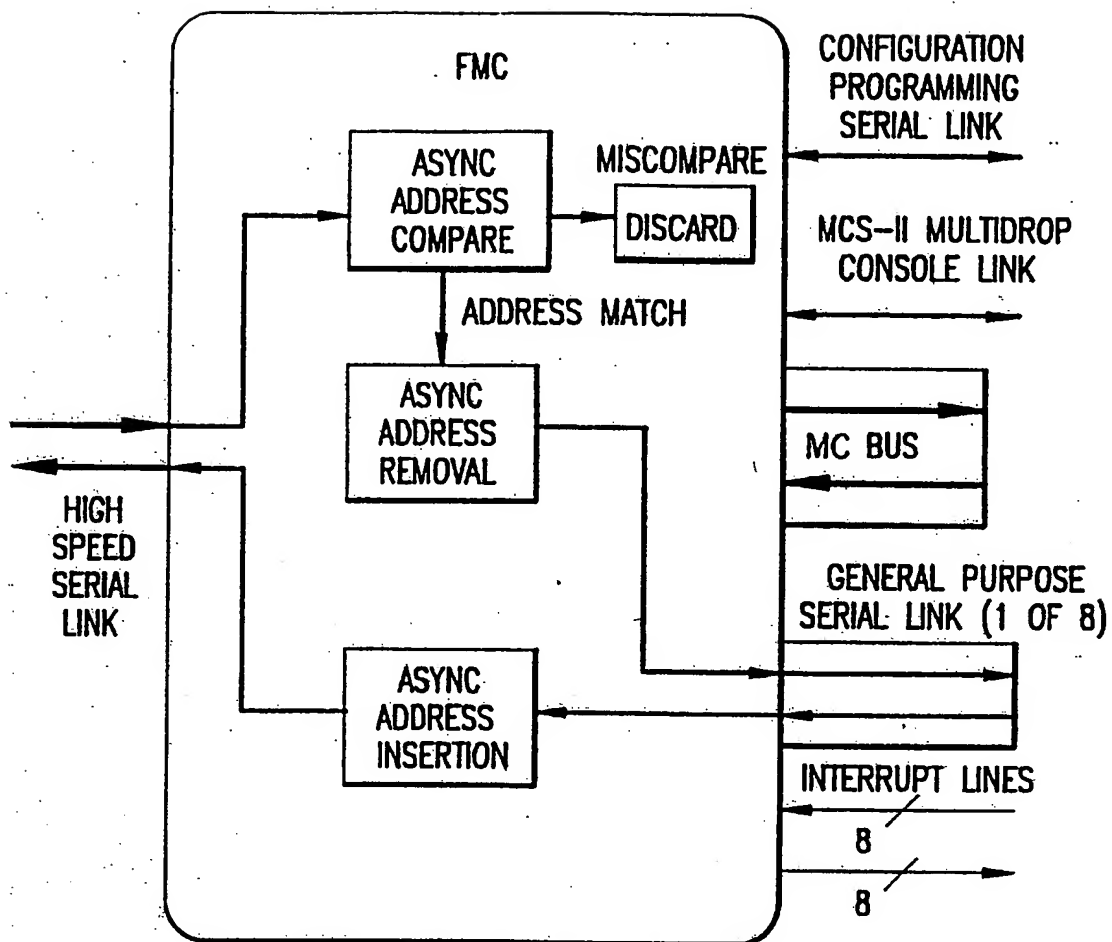 FMC
CONFIGURATION
PROGRAMMING
SERIAL LINK
ASYNC
ADDRESS
COMPARE
MISCOMPARE
DISCARD
MCS-II MULTIDROP
CONSOLE LINK
ADDRESS MATCH
ASYNC
ADDRESS
REMOVAL
MC BUS
HIGH
SPEED
SERIAL
LINK
GENERAL PURPOSE
SERIAL LINK (1 OF 8)
ASYNC
ADDRESS
INSERTION
INTERRUPT LINES
8
8